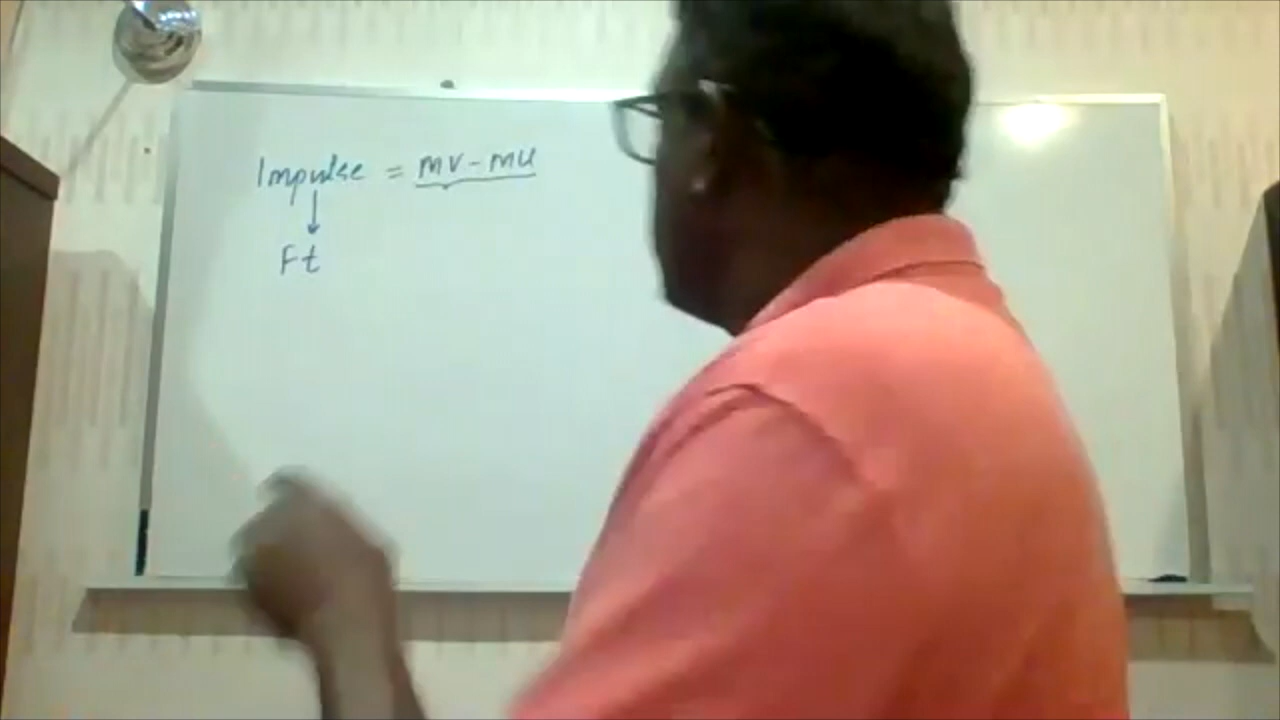 Impulse = mv - mu
↓
Ft